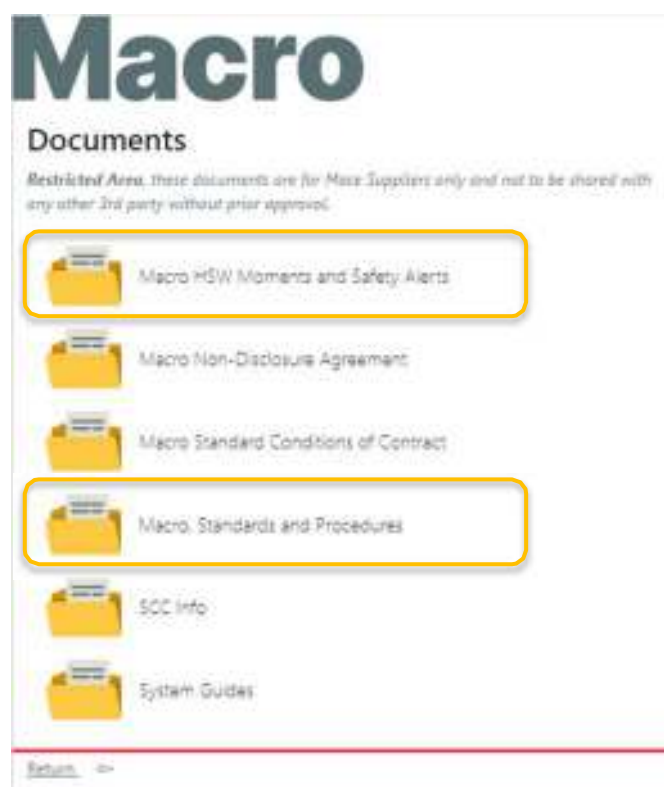 Macro
Documents
Restricted Area, these documents are for Mace Suppliers only and not to be shared with
any other 3rd party without prior approval.
Macro HSW Moments and Safety Alerts
Macro Non-Disclosure Agreement
Macro Standard Conditions of Contract
Macro, Standards and Procedures
SCC Info
System Guides
Return